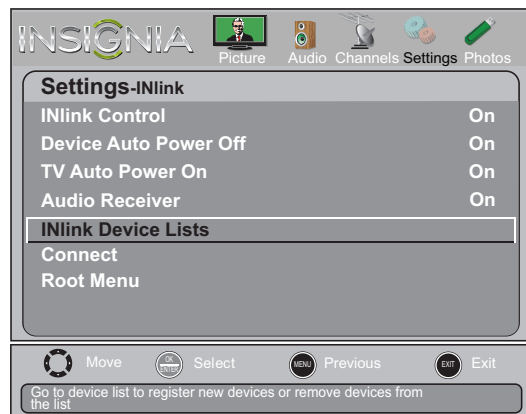 INSIGNIA
Picture Audio Channels Settings Photos
Settings-INlink
INlink Control On
Device Auto Power Off On
TV Auto Power On On
Audio Receiver On
INlink Device Lists
Connect
Root Menu
Move OK ENTER Select MENU Previous EXIT Exit
Go to device list to register new devices or remove devices from
the list